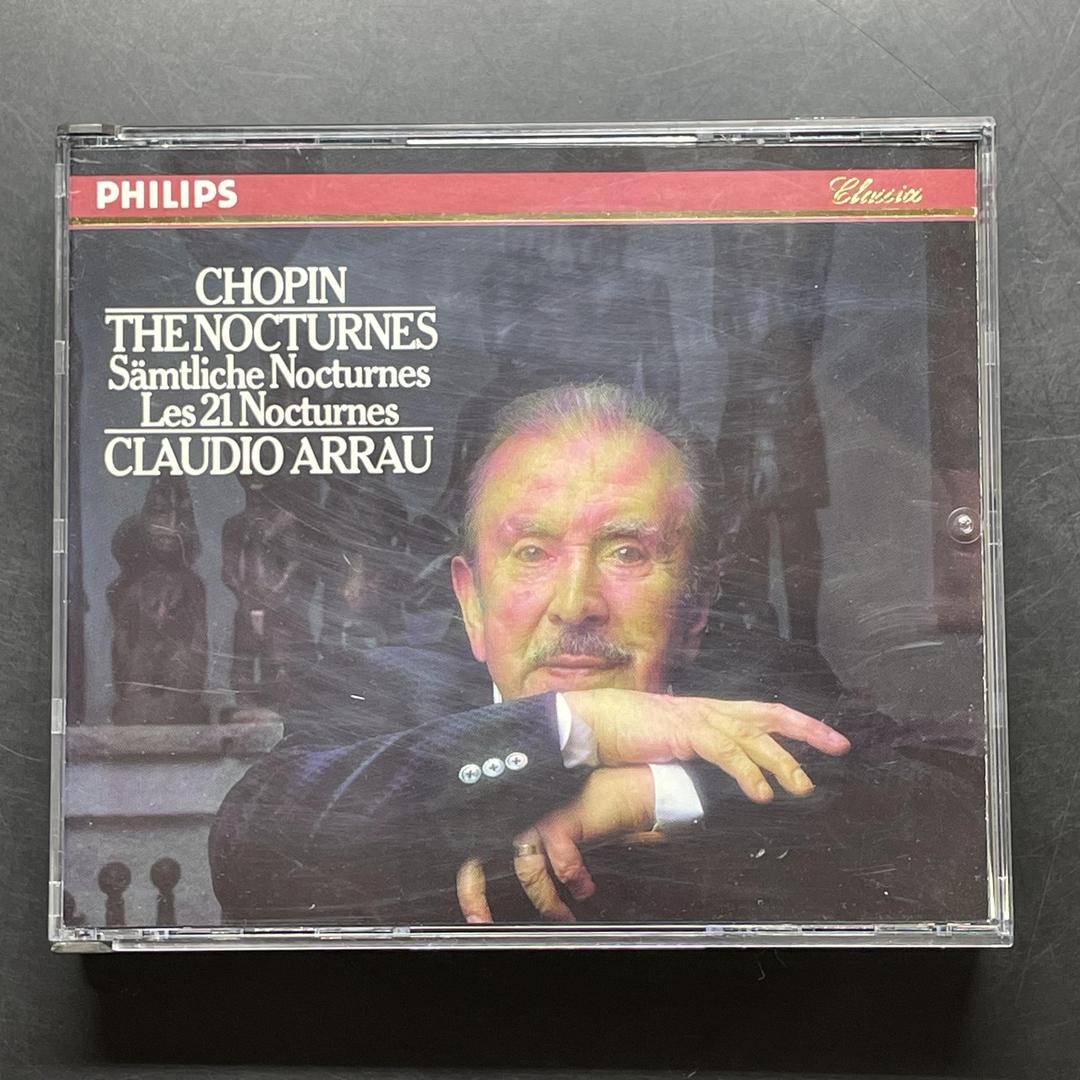 PHILIPS
Classics
CHOPIN
THE NOCTURNES
Sämtliche Nocturnes
Les 21 Nocturnes
CLAUDIO ARRAU